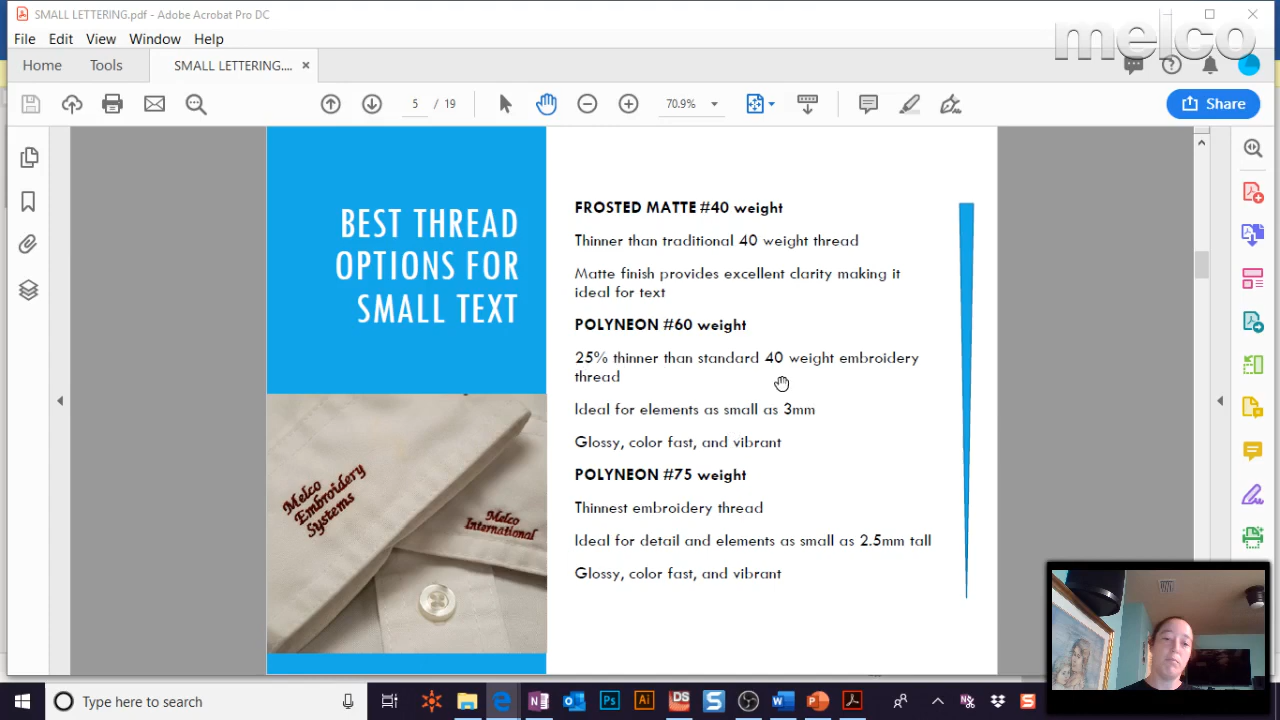 SMALL LETTERING.pdf - Adobe Acrobat Pro DC
melco
File Edit View Window Help
Home Tools SMALL LETTERING.... ×
5 / 19 70.9% Share
BEST THREAD
OPTIONS FOR
SMALL TEXT
Melco
Embroidery
Systems
Melco
International
FROSTED MATTE #40 weight
Thinner than traditional 40 weight thread
Matte finish provides excellent clarity making it
ideal for text
POLYNEON #60 weight
25% thinner than standard 40 weight embroidery
thread
Ideal for elements as small as 3mm
Glossy, color fast, and vibrant
POLYNEON #75 weight
Thinnest embroidery thread
Ideal for detail and elements as small as 2.5mm tall
Glossy, color fast, and vibrant
Type here to search
Ps Ai DS S